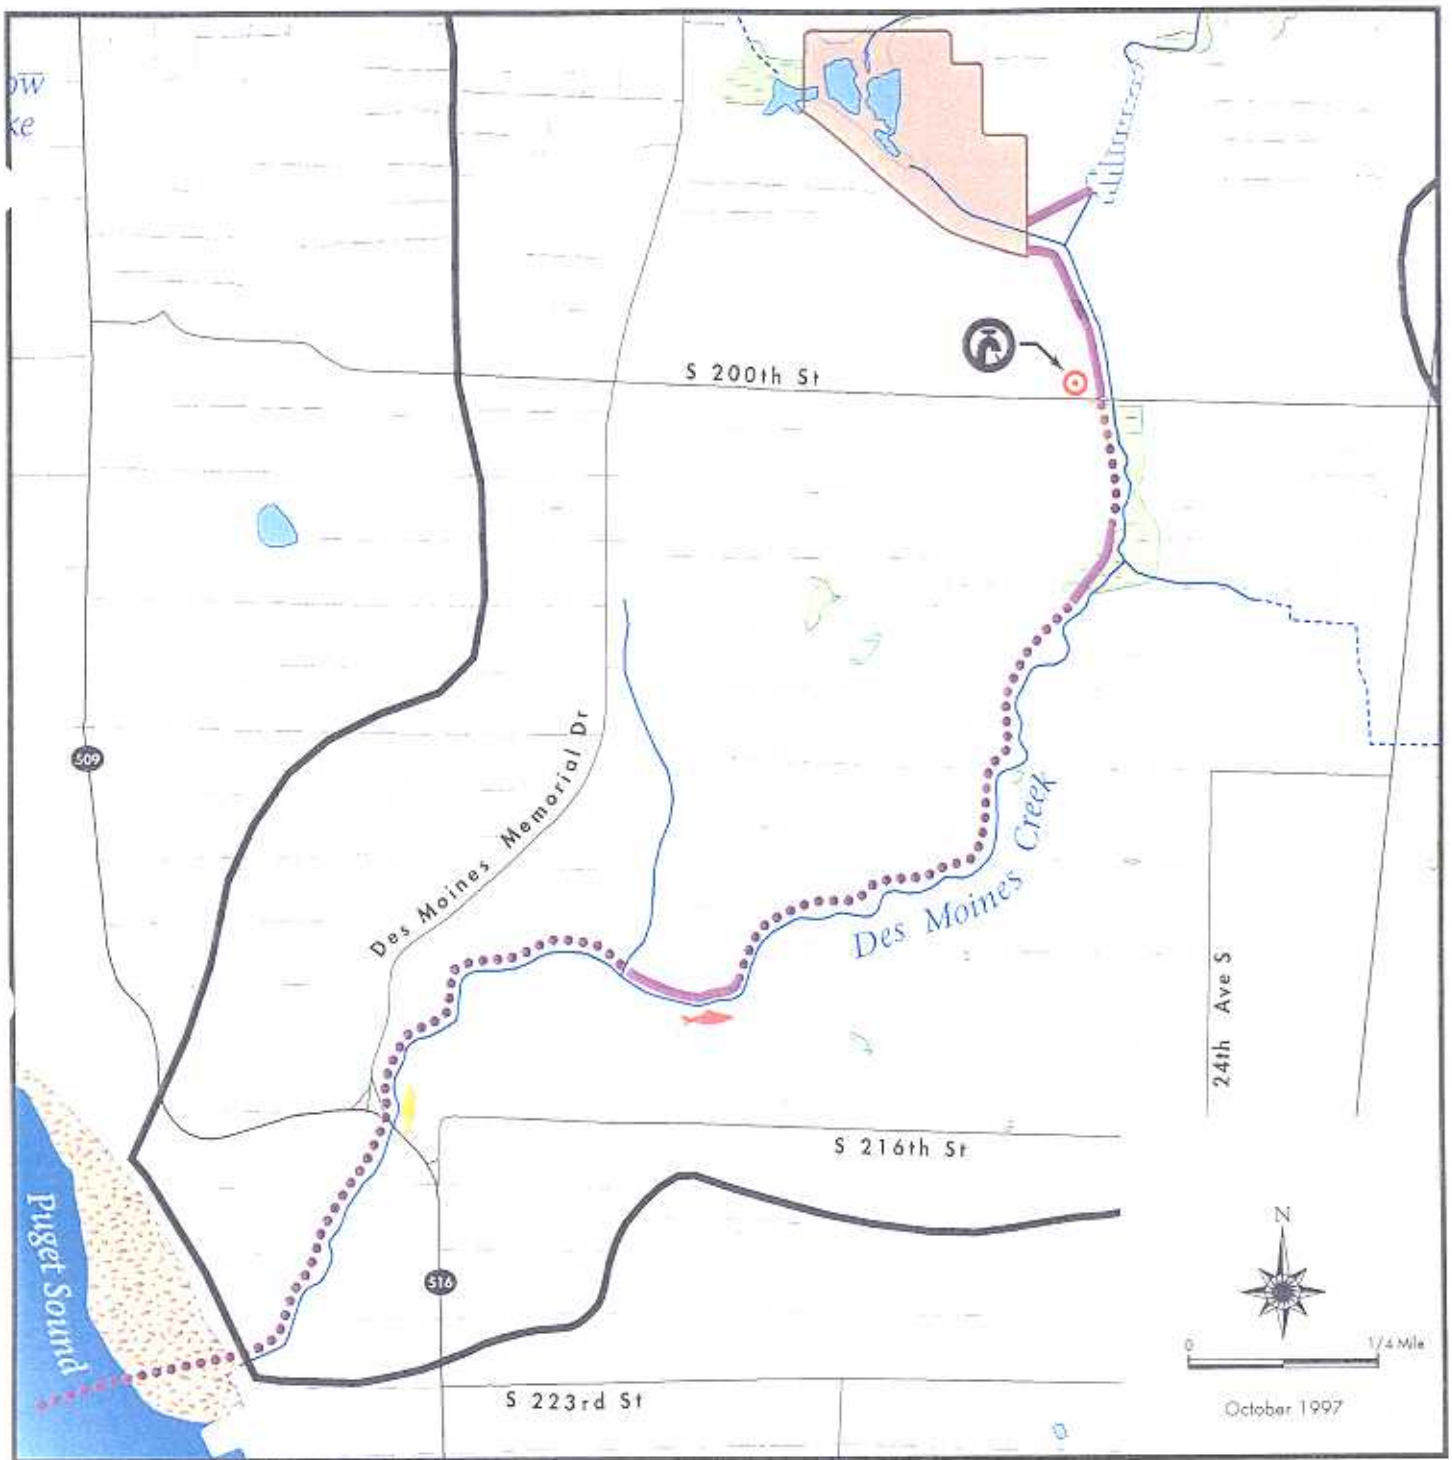 S 200th St
509
Des Moines Memorial Dr
Des Moines Creek
24th Ave S
S 216th St
Puget Sound
516
N
0 1/4 Mile
S 223rd St
October 1997